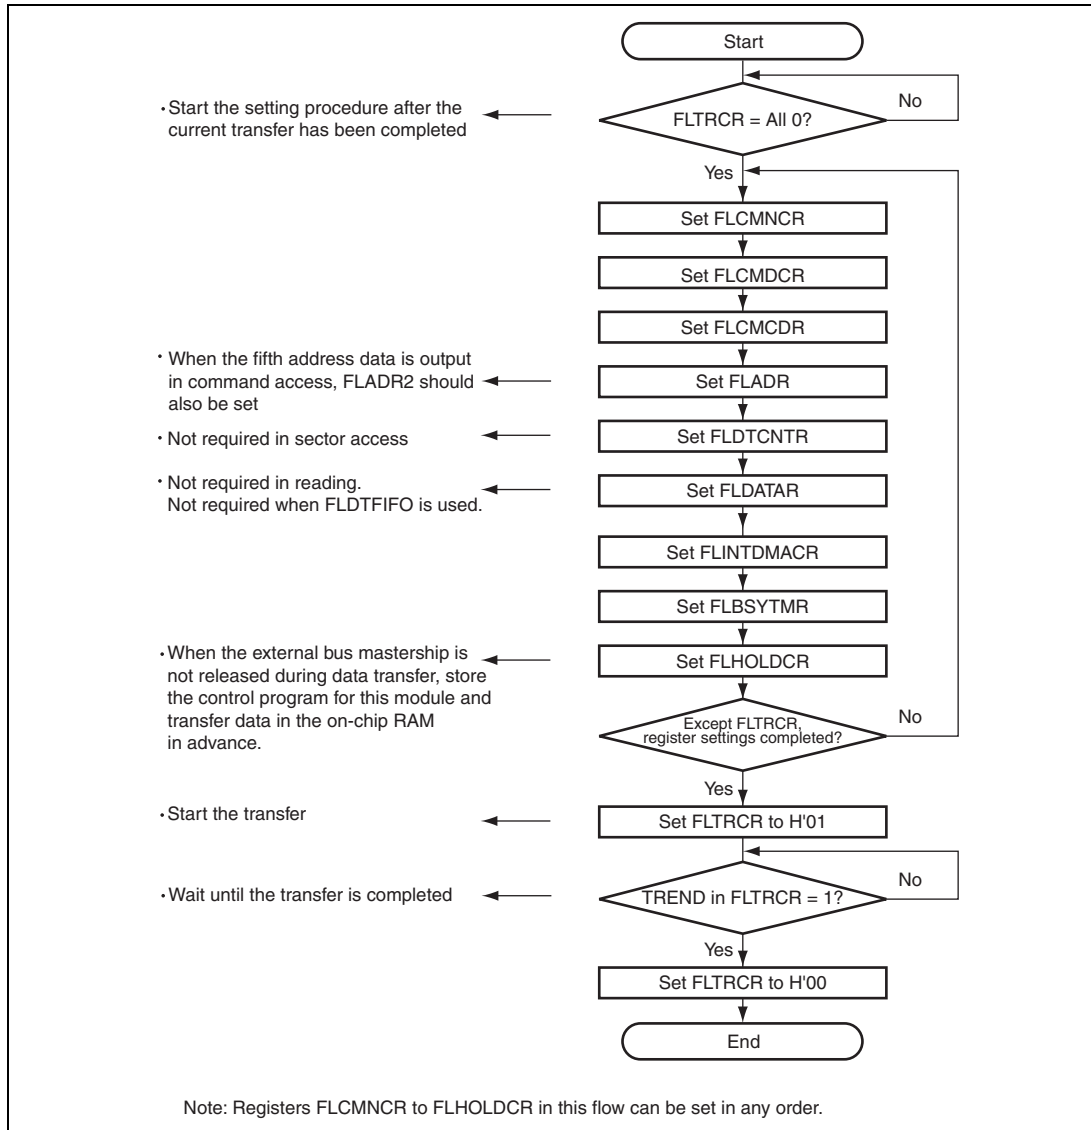 Start
No
• Start the setting procedure after the
current transfer has been completed
FLTRCR = All 0?
Yes
Set FLCMNCR
Set FLCMDCR
Set FLCMCDR
• When the fifth address data is output
in command access, FLADR2 should
also be set
Set FLADR
• Not required in sector access
Set FLDTCNTR
• Not required in reading.
Not required when FLDTFIFO is used.
Set FLDATAR
Set FLINTDMACR
Set FLBSYTMR
• When the external bus mastership is
not released during data transfer, store
the control program for this module and
transfer data in the on-chip RAM
in advance.
Set FLHOLDCR
Except FLTRCR,
register settings completed?
No
Yes
• Start the transfer
Set FLTRCR to H'01
No
• Wait until the transfer is completed
TREND in FLTRCR = 1?
Yes
Set FLTRCR to H'00
End
Note: Registers FLCMNCR to FLHOLDCR in this flow can be set in any order.